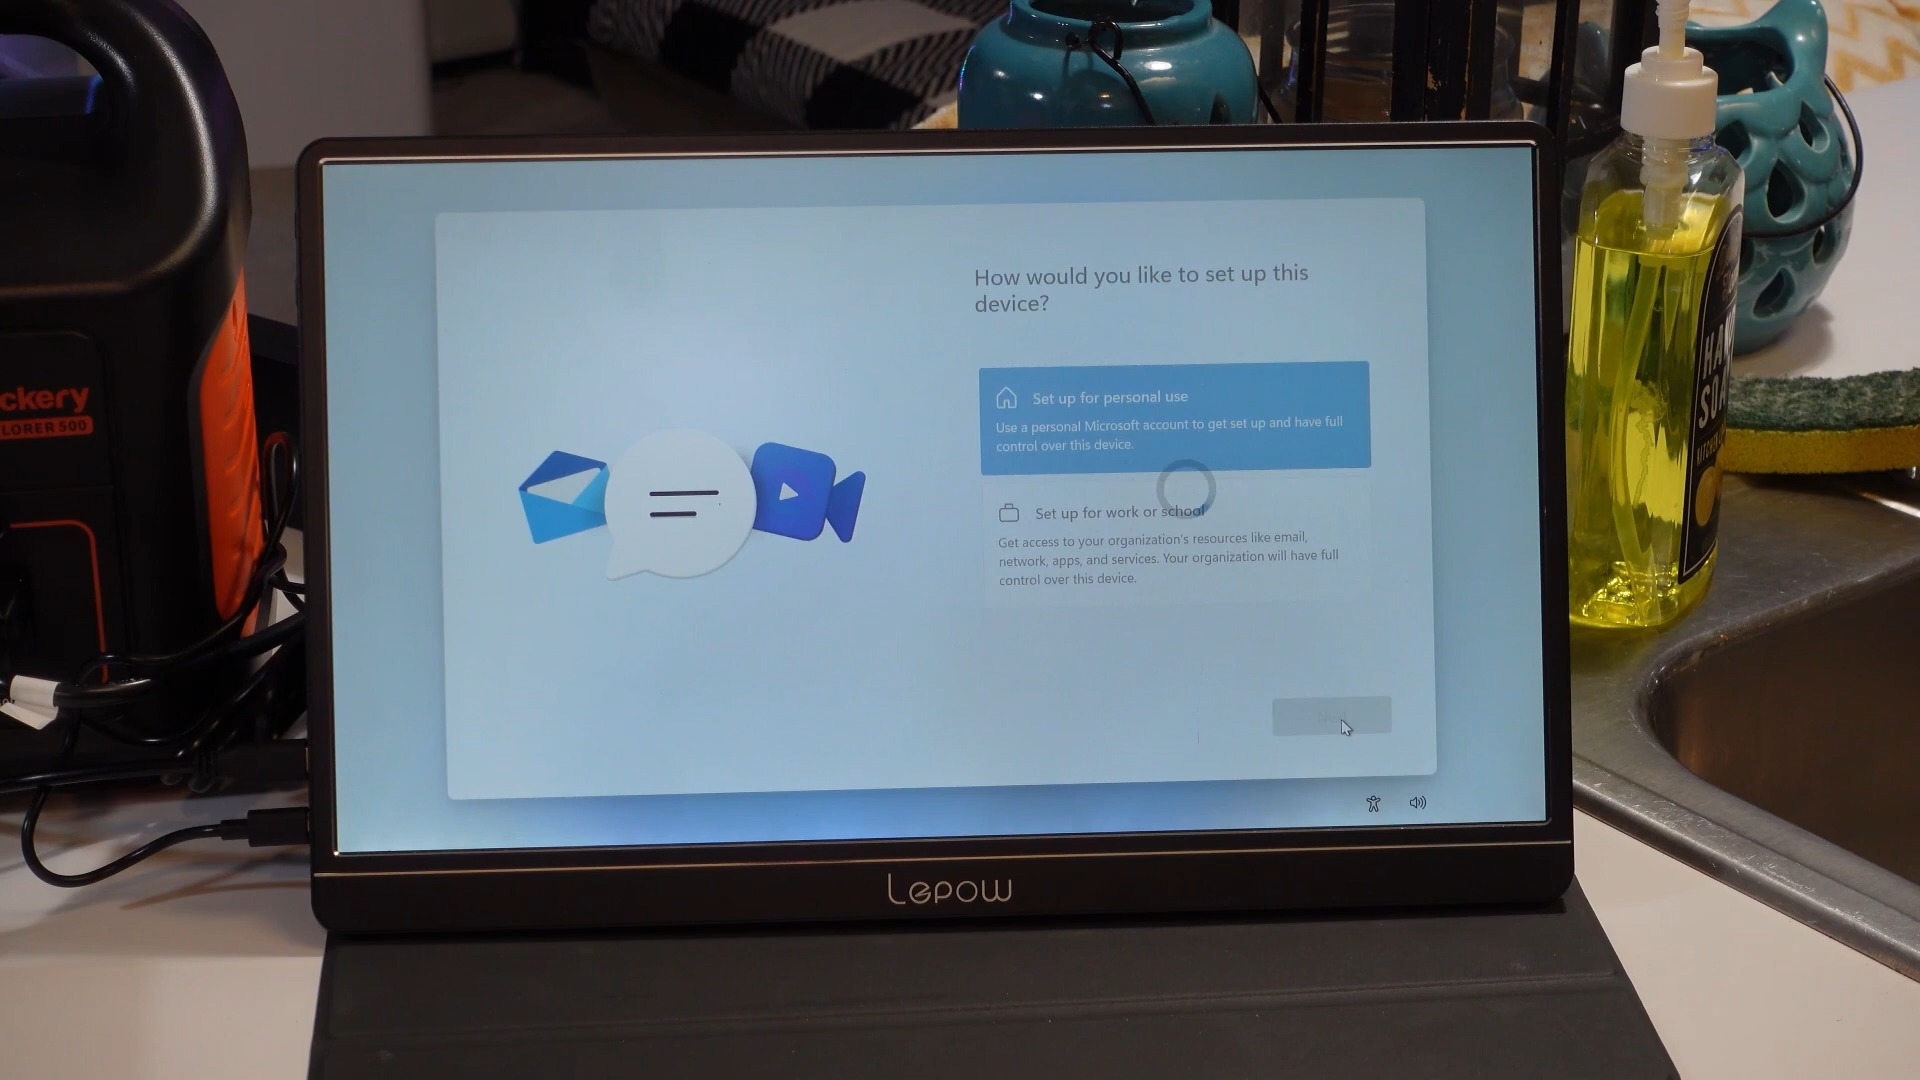 ckery
LORER 500
How would you like to set up this
device?
Set up for personal use
Use a personal Microsoft account to get set up and have full
control over this device.
Set up for work or school
Get access to your organization's resources like email,
network, apps, and services. Your organization will have full
control over this device.
Lepow